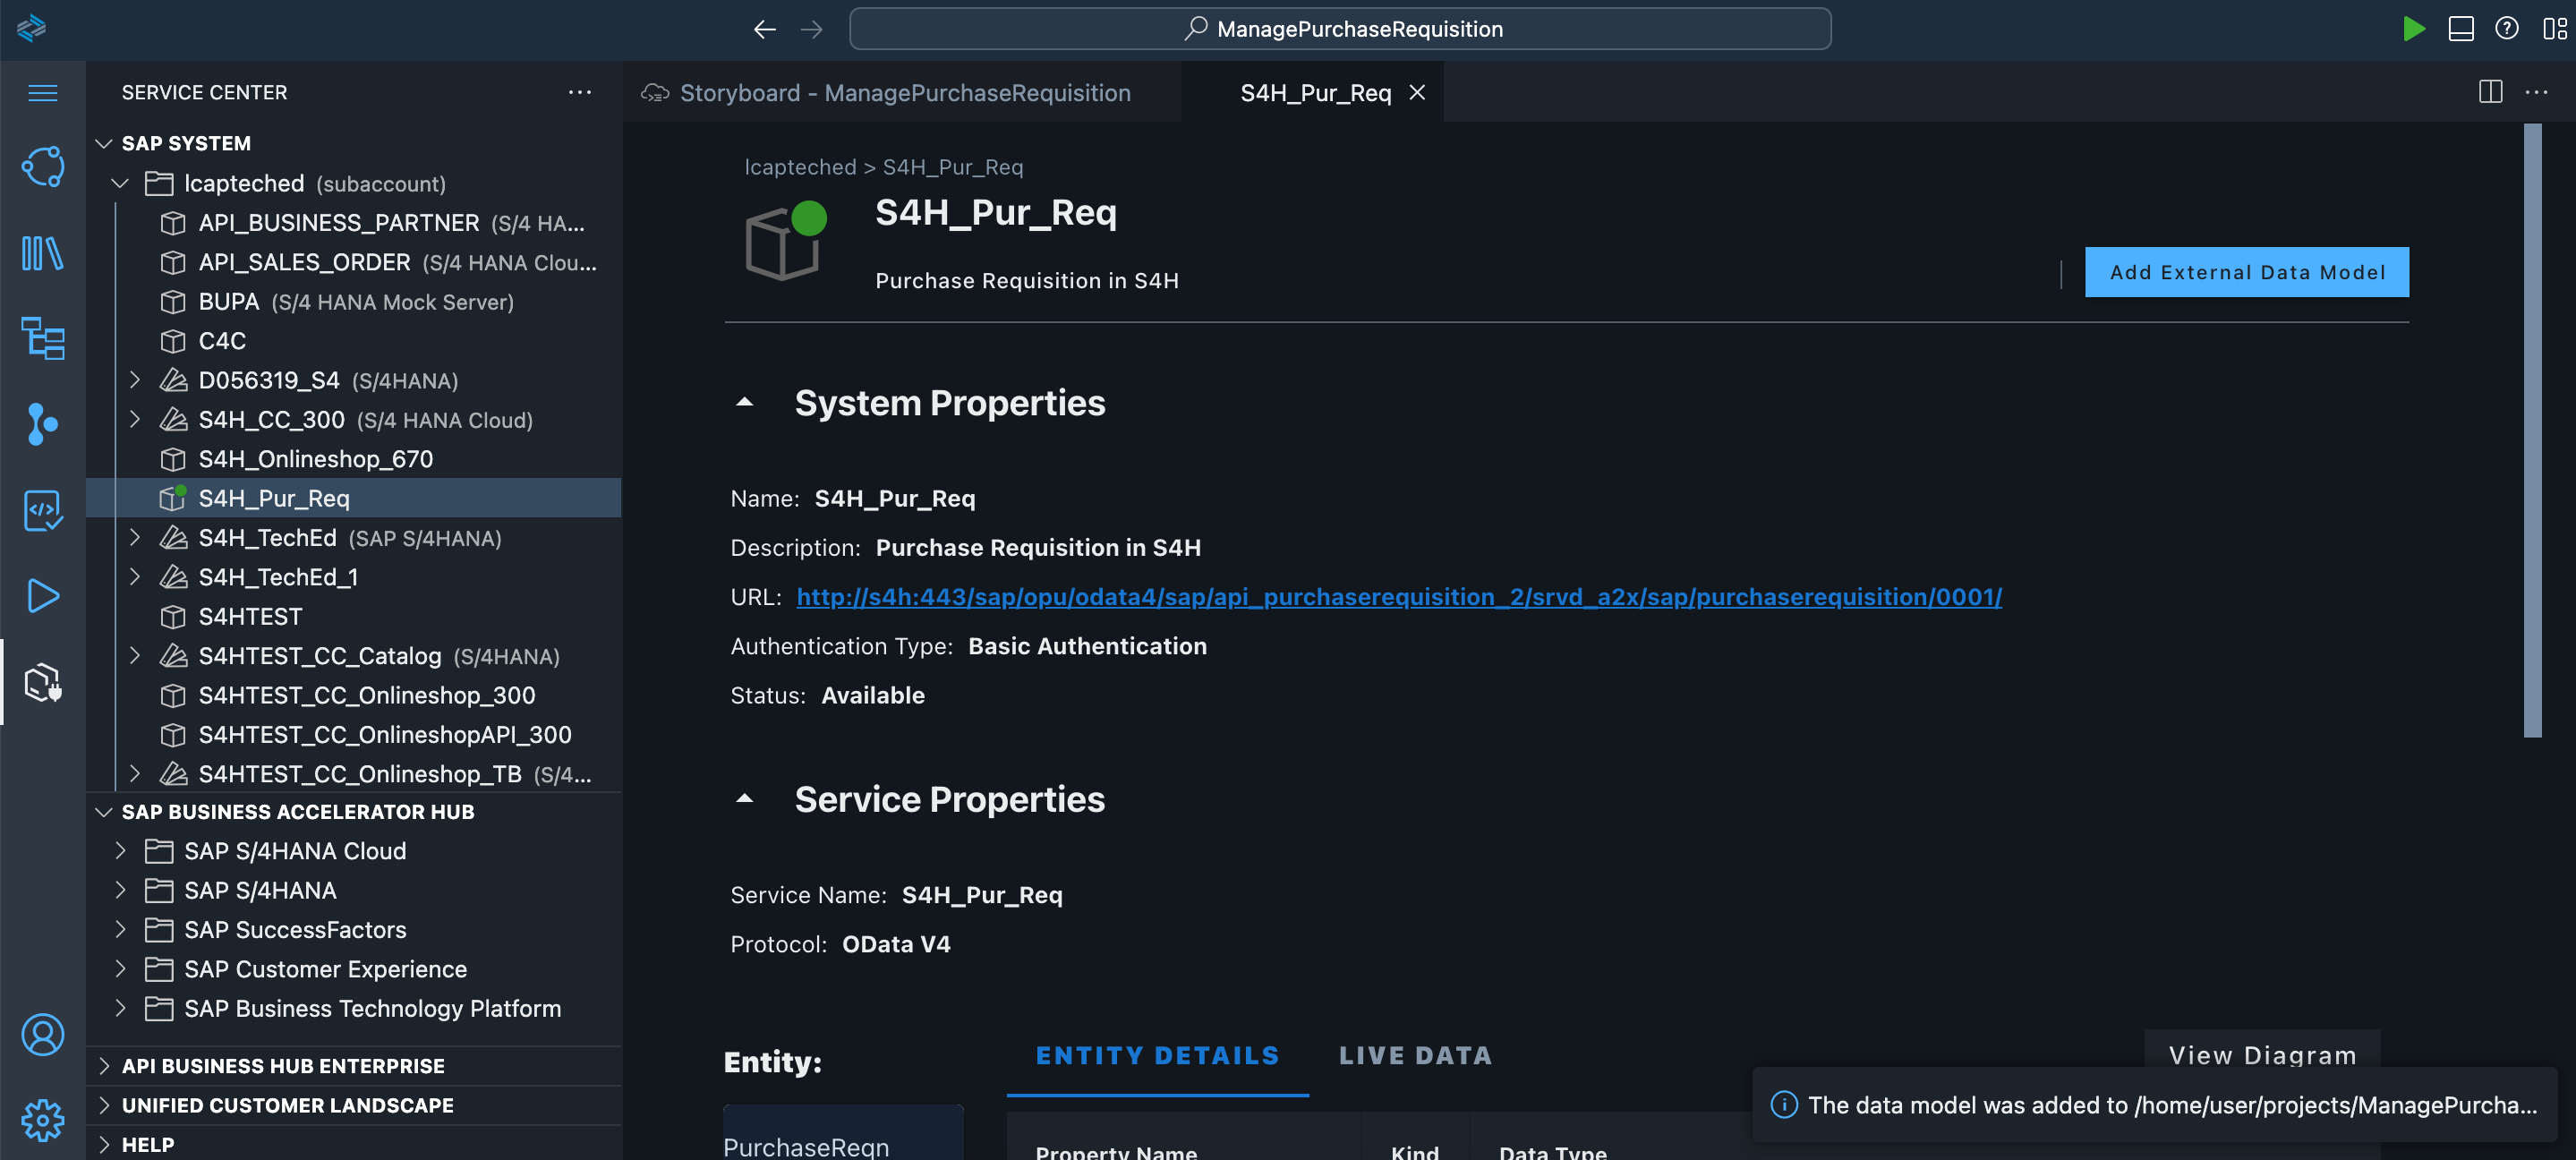 ManagePurchaseRequisition
SERVICE CENTER
SAP SYSTEM
lcapteched (subaccount)
API_BUSINESS_PARTNER (S/4 HA...
API_SALES_ORDER (S/4 HANA Clou...
BUPA (S/4 HANA Mock Server)
C4C
D056319_S4 (S/4HANA)
S4H_CC_300 (S/4 HANA Cloud)
S4H_Onlineshop_670
S4H_Pur_Req
S4H_TechEd (SAP S/4HANA)
S4H_TechEd_1
S4HTEST
S4HTEST_CC_Catalog (S/4HANA)
S4HTEST_CC_Onlineshop_300
S4HTEST_CC_OnlineshopAPI_300
S4HTEST_CC_Onlineshop_TB (S/4...
SAP BUSINESS ACCELERATOR HUB
SAP S/4HANA Cloud
SAP S/4HANA
SAP SuccessFactors
SAP Customer Experience
SAP Business Technology Platform
API BUSINESS HUB ENTERPRISE
UNIFIED CUSTOMER LANDSCAPE
HELP
Storyboard - ManagePurchaseRequisition
S4H_Pur_Req
lcapteched > S4H_Pur_Req
S4H_Pur_Req
Purchase Requisition in S4H
Add External Data Model
System Properties
Name: S4H_Pur_Req
Description: Purchase Requisition in S4H
URL: http://s4h:443/sap/opu/odata4/sap/api_purchaserequisition_2/srvd_a2x/sap/purchaserequisition/0001/
Authentication Type: Basic Authentication
Status: Available
Service Properties
Service Name: S4H_Pur_Req
Protocol: OData V4
Entity:
ENTITY DETAILS
LIVE DATA
View Diagram
PurchaseReqn
Property Name
Kind
Data Type
The data model was added to /home/user/projects/ManagePurcha...